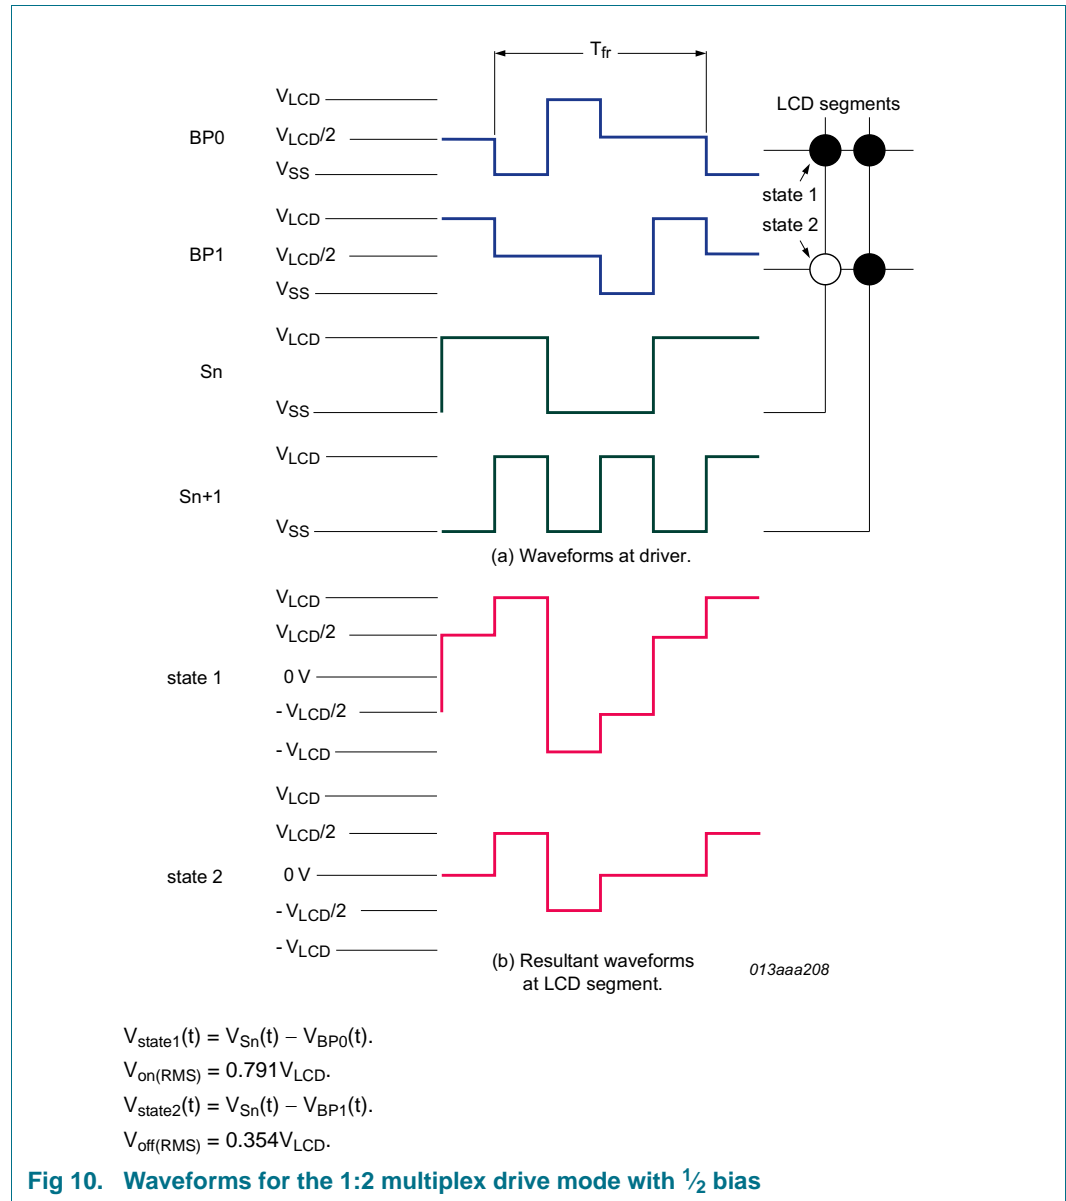 Tfr
VLCD
BP0
VLCD/2
VSS
LCD segments
state 1
state 2
VLCD
BP1
VLCD/2
VSS
VLCD
Sn
VSS
VLCD
Sn+1
VSS
(a) Waveforms at driver.
VLCD
VLCD/2
state 1
0 V
- VLCD/2
- VLCD
VLCD
VLCD/2
state 2
0 V
- VLCD/2
- VLCD
(b) Resultant waveforms
at LCD segment.
013aaa208
Vstate1(t) = VSn(t) − VBP0(t).
Von(RMS) = 0.791VLCD.
Vstate2(t) = VSn(t) − VBP1(t).
Voff(RMS) = 0.354VLCD.
Fig 10. Waveforms for the 1:2 multiplex drive mode with 1⁄2 bias